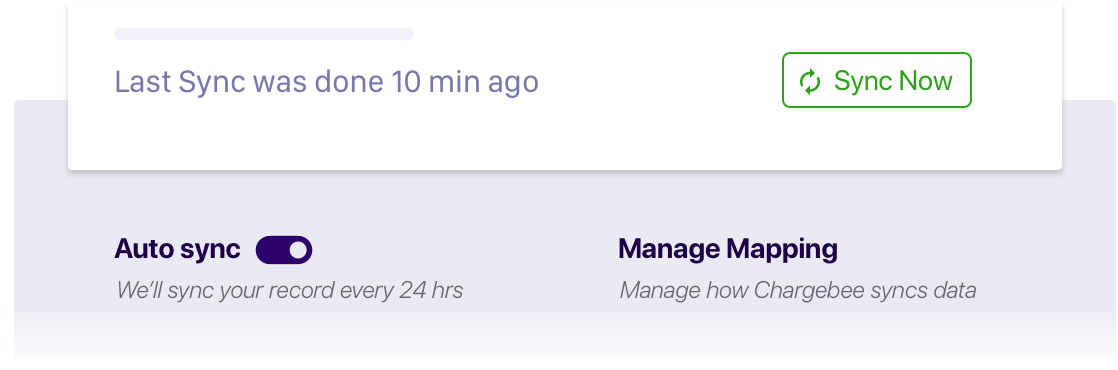 Last Sync was done 10 min ago
Sync Now
Auto sync
We’ll sync your record every 24 hrs
Manage Mapping
Manage how Chargebee syncs data